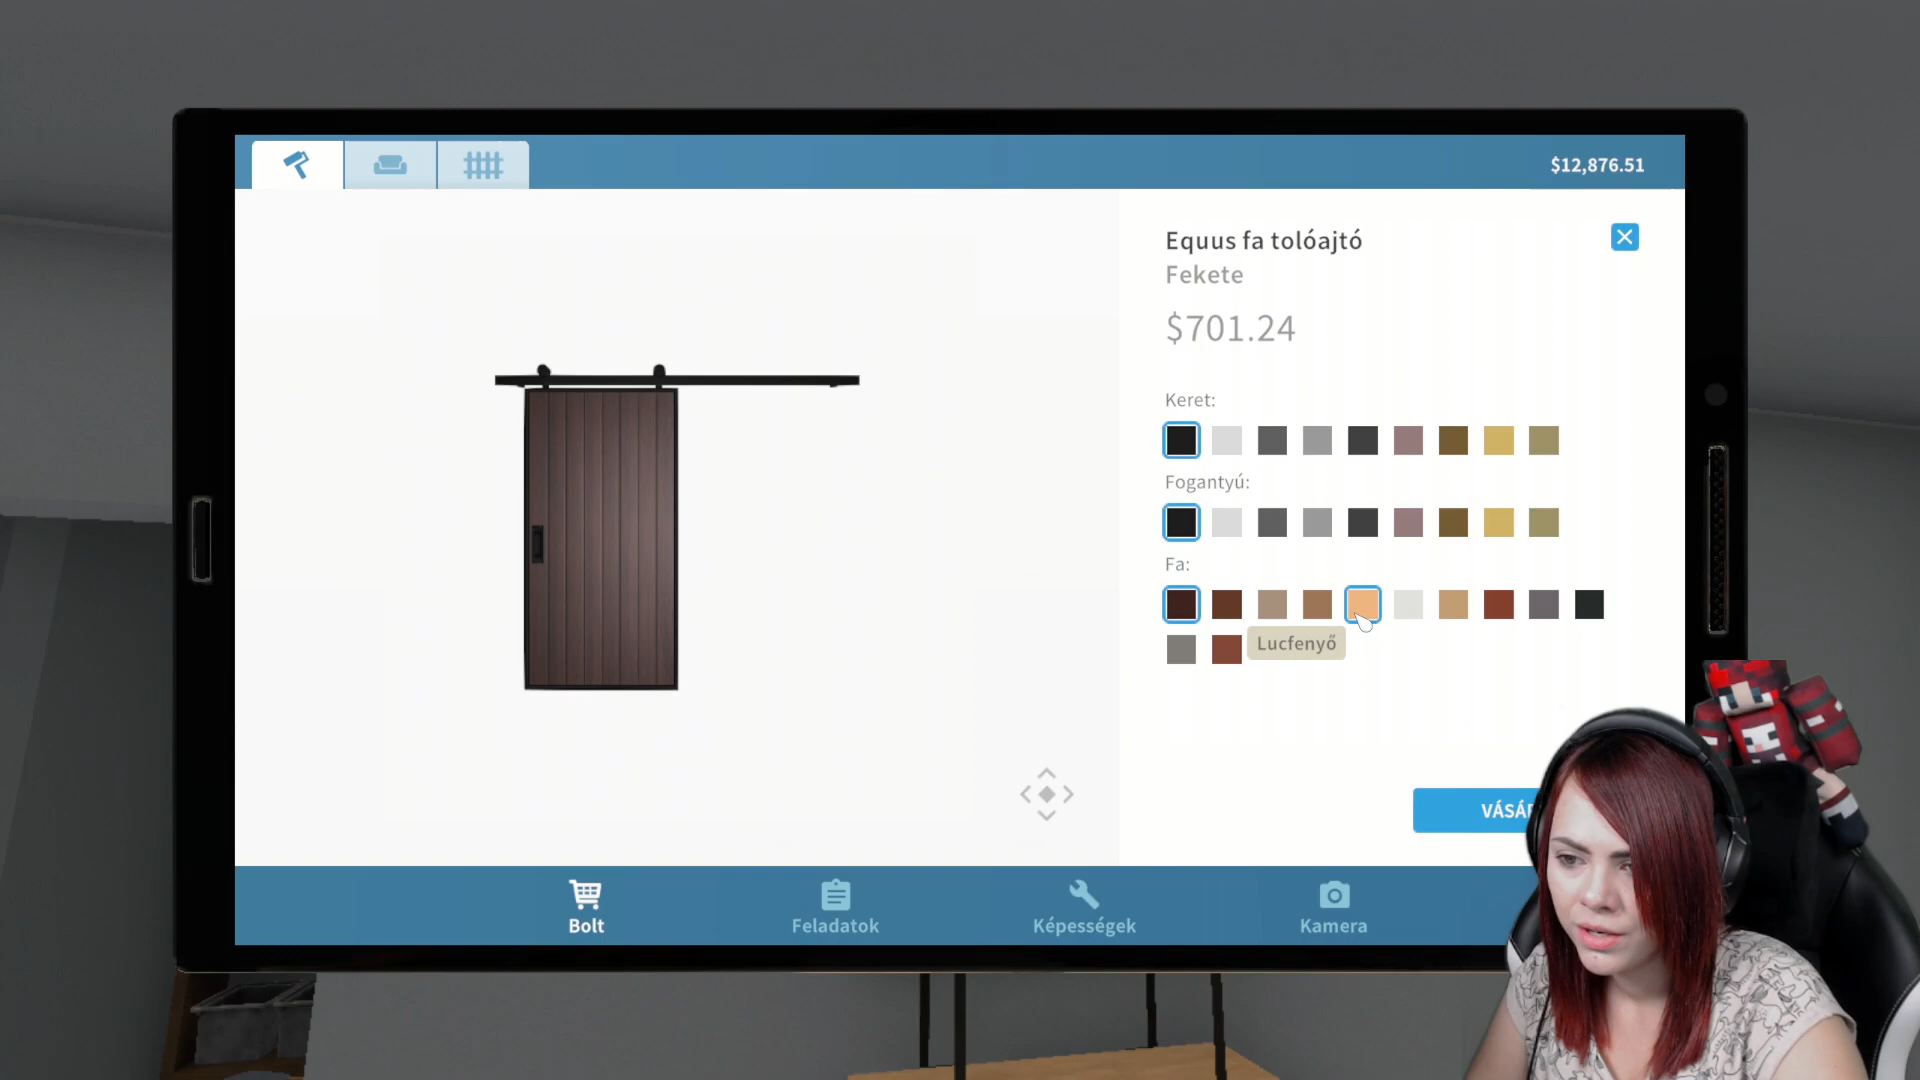 $12,876.51
Equus fa tolóajtó
Fekete
$701.24
Keret:
Fogantyú:
Fa:
Lucfenyő
Bolt
Feladatok
Képességek
Kamera